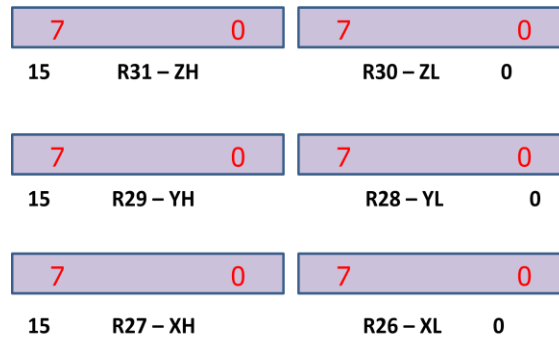 7 0 7 0
15 R31 – ZH R30 – ZL 0
7 0 7 0
15 R29 – YH R28 – YL 0
7 0 7 0
15 R27 – XH R26 – XL 0